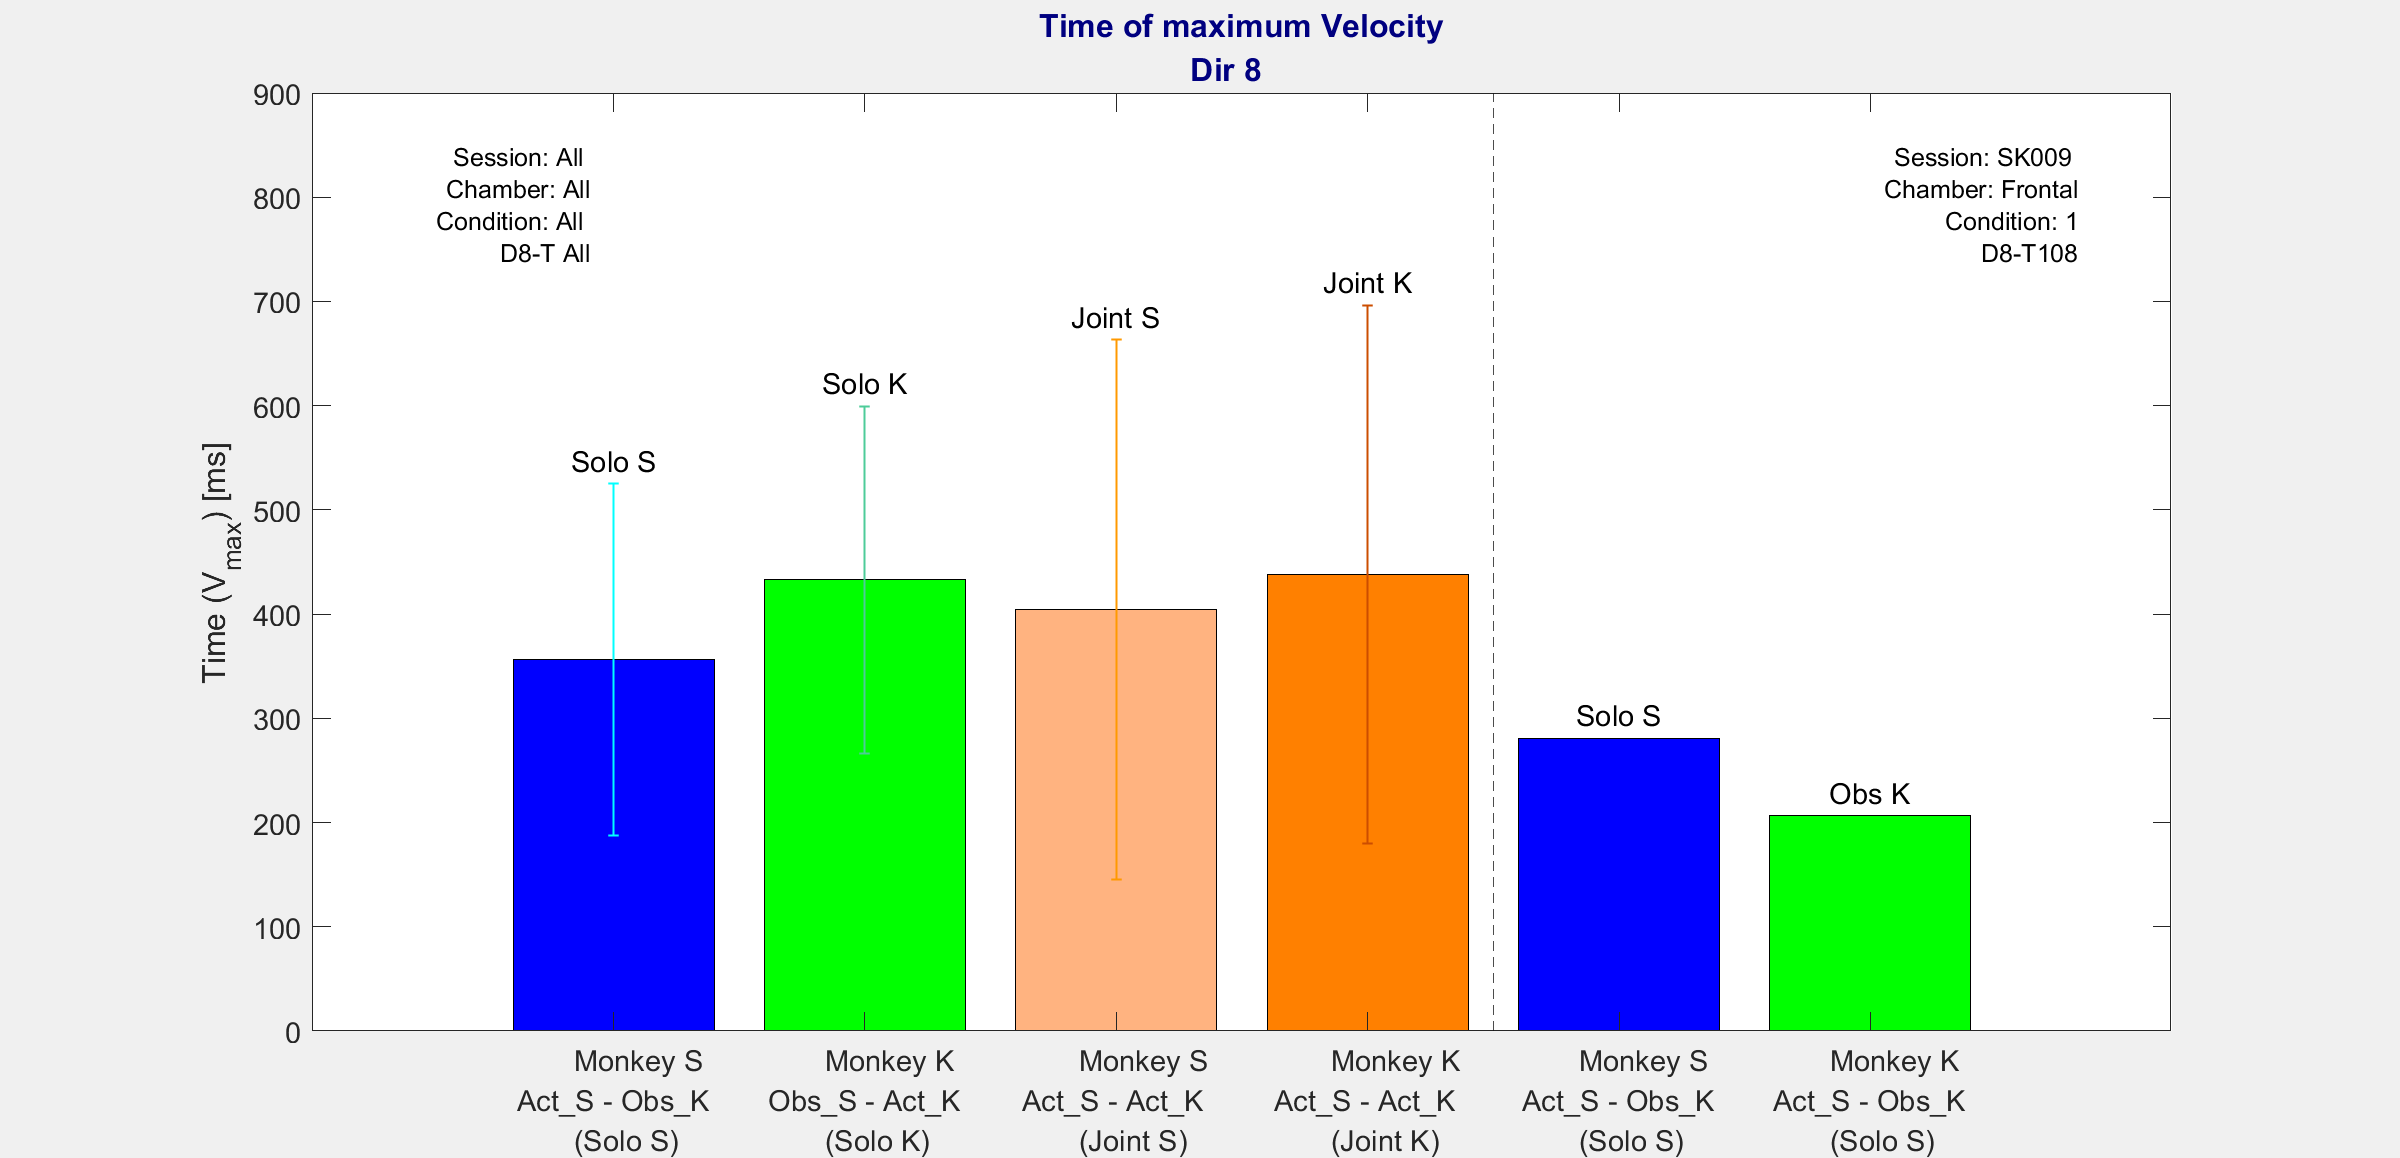 Time of maximum Velocity
Dir 8
900
800
700
600
500
400
300
200
100
0
Time (Vmax) [ms]
Session: All
Chamber: All
Condition: All
D8-T All
Session: SK009
Chamber: Frontal
Condition: 1
D8-T108
Solo S
Solo K
Joint S
Joint K
Solo S
Obs K
Monkey S
Act_S - Obs_K
(Solo S)
Monkey K
Obs_S - Act_K
(Solo K)
Monkey S
Act_S - Act_K
(Joint S)
Monkey K
Act_S - Act_K
(Joint K)
Monkey S
Act_S - Obs_K
(Solo S)
Monkey K
Act_S - Obs_K
(Solo S)